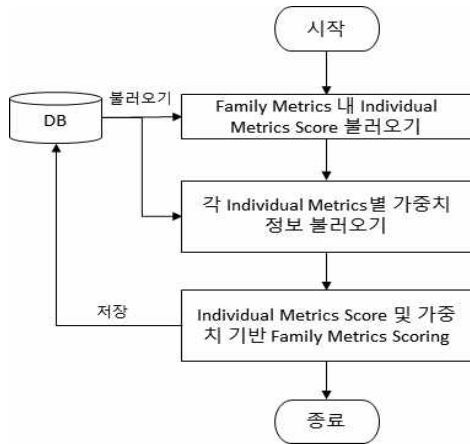 시작
불러오기
DB
Family Metrics 내 Individual
Metrics Score 불러오기
각 Individual Metrics별 가중치
정보 불러오기
저장
Individual Metrics Score 및 가중
치 기반 Family Metrics Scoring
종료